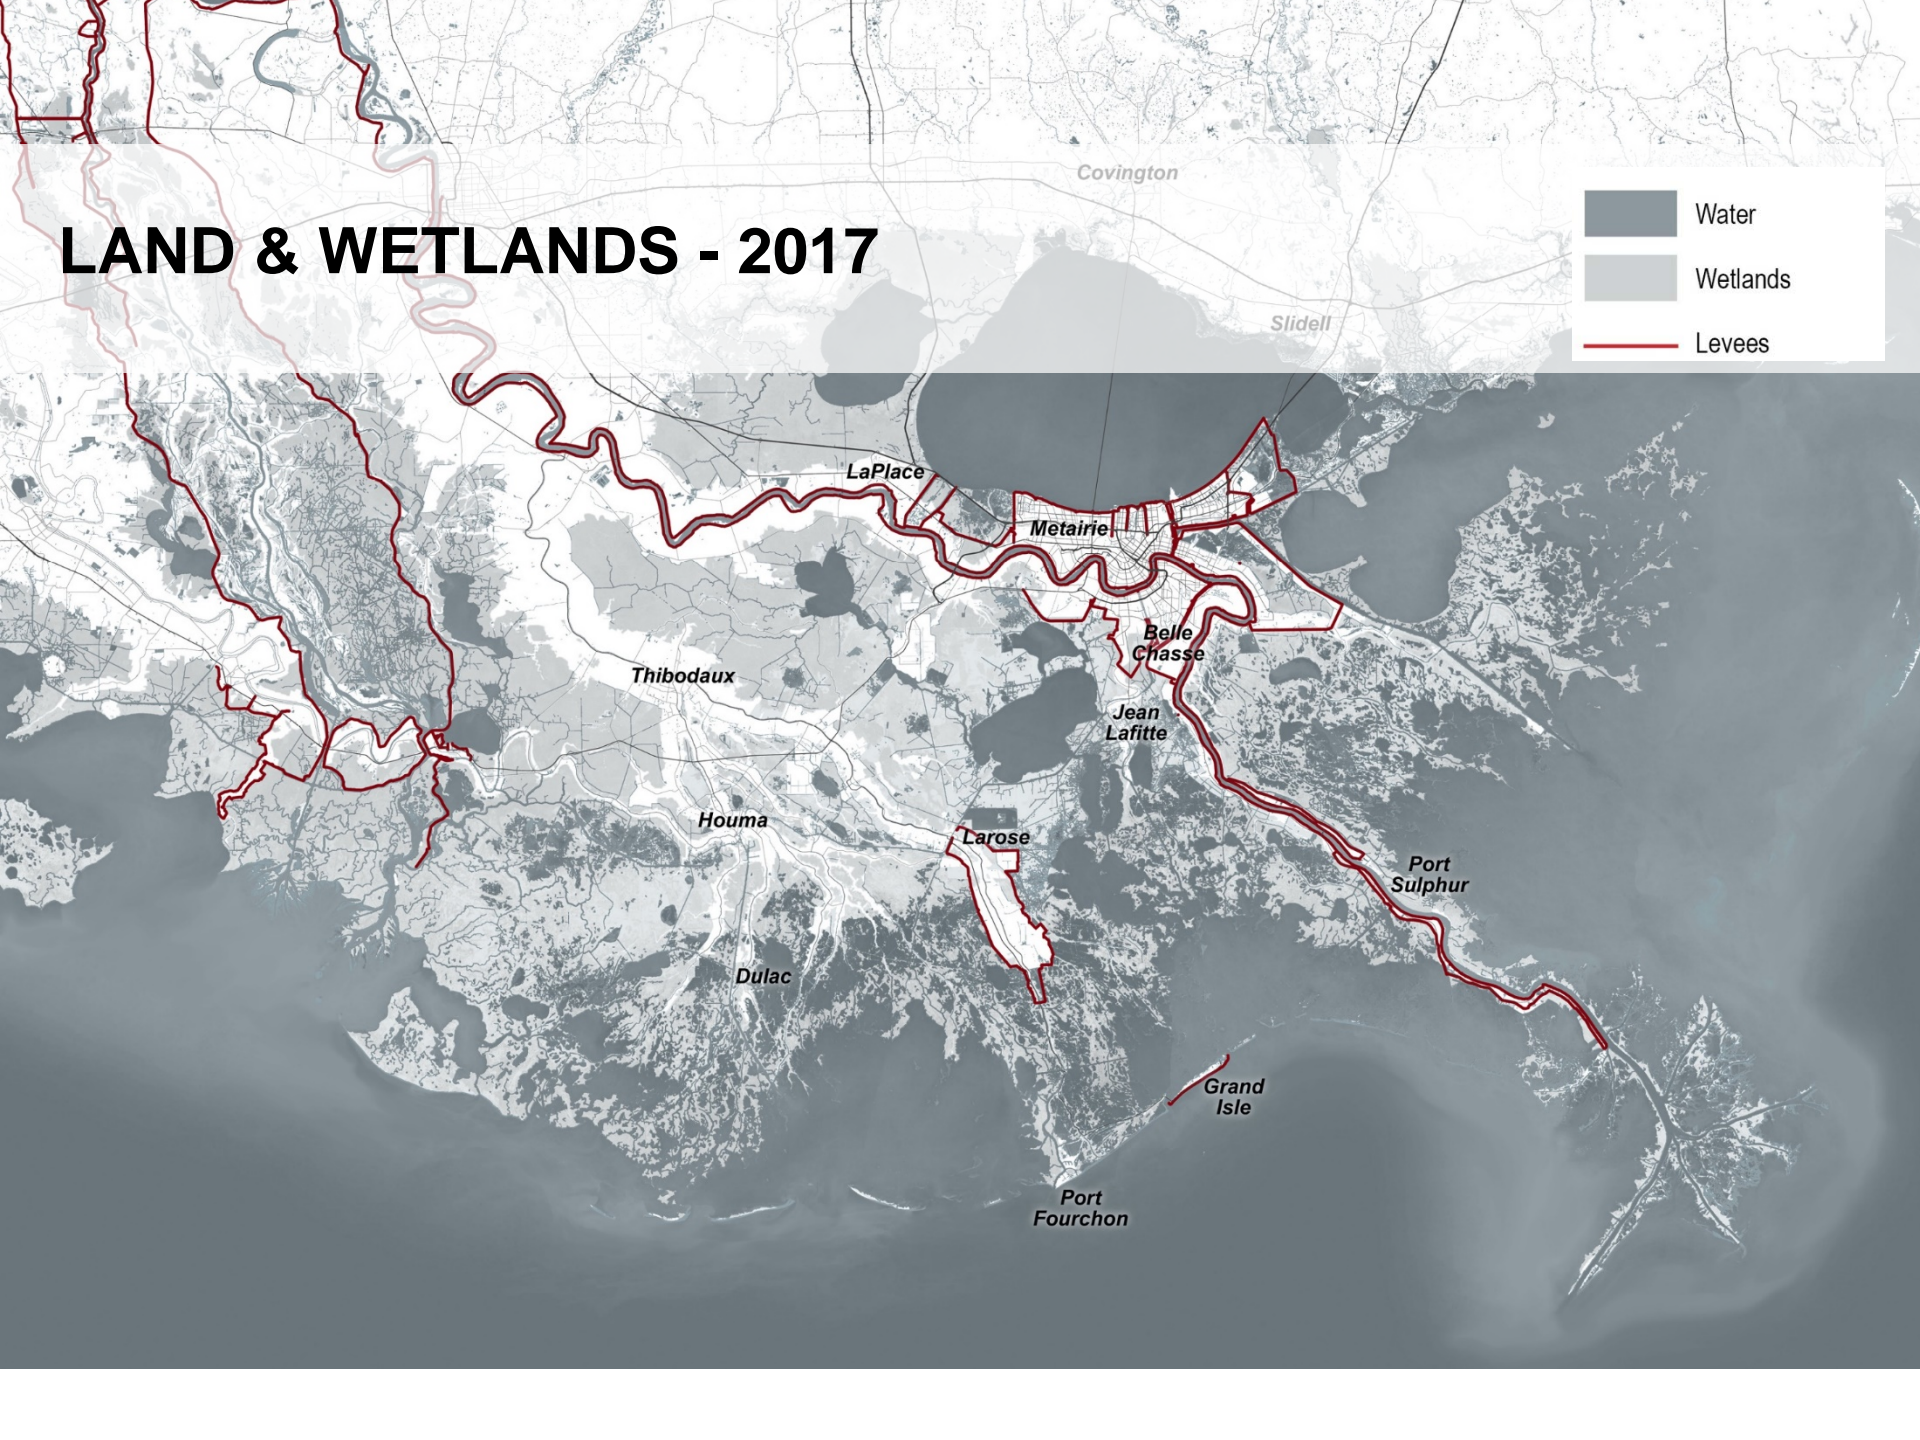 Covington
LAND & WETLANDS - 2017
Slidell
Water
Wetlands
Levees
LaPlace
Metairie
Belle
Chasse
Thibodaux
Jean
Lafitte
Houma
Larose
Port
Sulphur
Dulac
Grand
Isle
Port
Fourchon